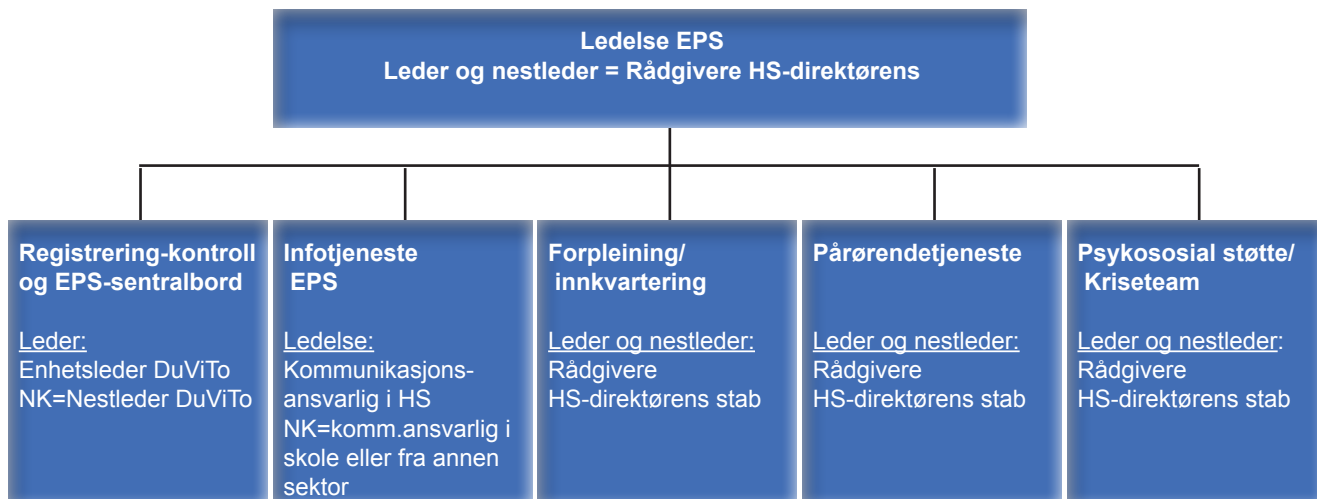 Ledelse EPS
Leder og nestleder = Rådgivere HS-direktørens
Registrering-kontroll
og EPS-sentralbord
Leder:
Enhetsleder DuViTo
NK=Nestleder DuViTo
Infotjeneste
EPS
Ledelse:
Kommunikasjons-
ansvarlig i HS
NK=komm.ansvarlig i
skole eller fra annen
sektor
Forpleining/
innkvartering
Leder og nestleder:
Rådgivere
HS-direktørens stab
Pårørendetjeneste
Leder og nestleder:
Rådgivere
HS-direktørens stab
Psykososial støtte/
Kriseteam
Leder og nestleder:
Rådgivere
HS-direktørens stab